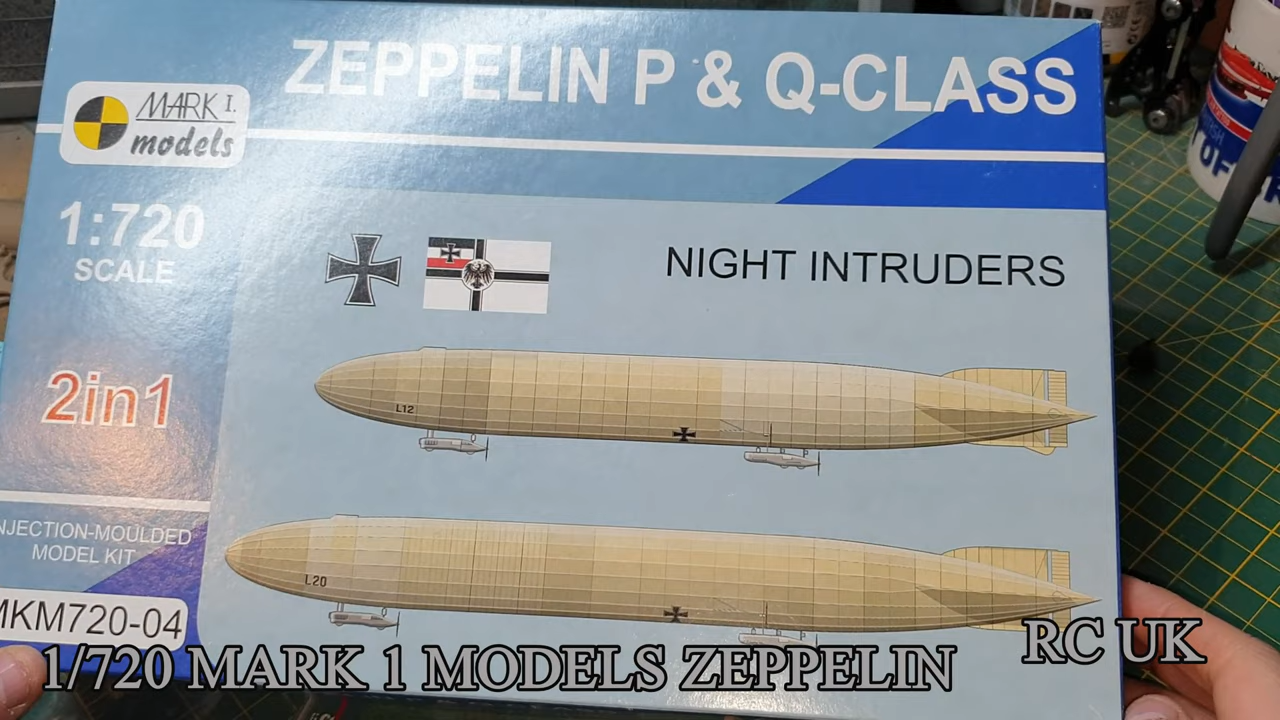 ZEPPELIN P & Q-CLASS
MARK I.
models
1:720
SCALE
NIGHT INTRUDERS
2in1
L12
L20
NJECTION-MOULDED
MODEL KIT
MKM720-04
1/720 MARK 1 MODELS ZEPPELIN
RC UK